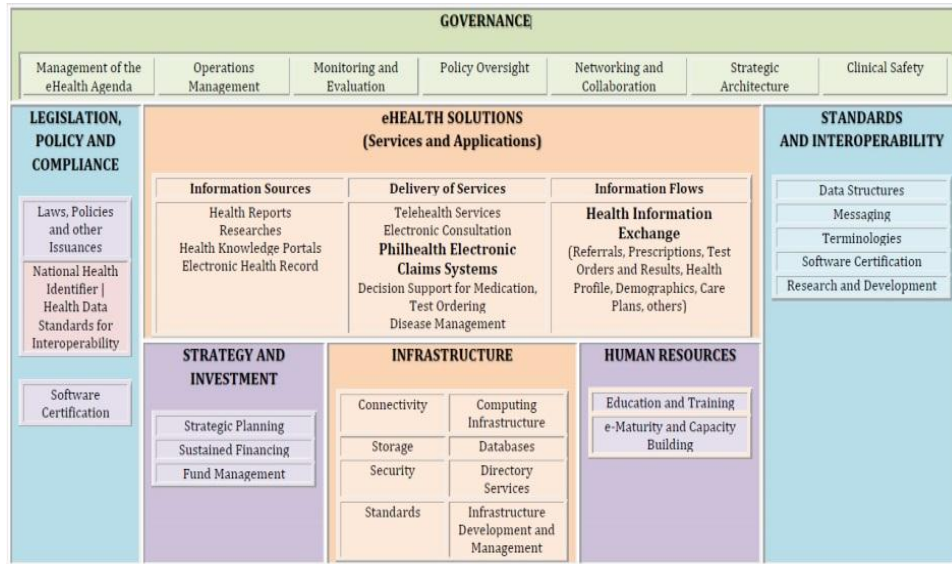 GOVERNANCE
Management of the
eHealth Agenda
Operations
Management
Monitoring and
Evaluation
Policy Oversight
Networking and
Collaboration
Strategic
Architecture
Clinical Safety
LEGISLATION,
POLICY AND
COMPLIANCE
Laws, Policies
and other
Issuances
National Health
Identifier |
Health Data
Standards for
Interoperability
Software
Certification
eHEALTH SOLUTIONS
(Services and Applications)
Information Sources
Health Reports
Researches
Health Knowledge Portals
Electronic Health Record
Delivery of Services
Telehealth Services
Electronic Consultation
Philhealth Electronic
Claims Systems
Decision Support for Medication,
Test Ordering
Disease Management
Information Flows
Health Information
Exchange
(Referrals, Prescriptions, Test
Orders and Results, Health
Profile, Demographics, Care
Plans, others)
STANDARDS
AND INTEROPERABILITY
Data Structures
Messaging
Terminologies
Software Certification
Research and Development
STRATEGY AND
INVESTMENT
Strategic Planning
Sustained Financing
Fund Management
INFRASTRUCTURE
Connectivity
Computing
Infrastructure
Storage
Databases
Security
Directory
Services
Standards
Infrastructure
Development and
Management
HUMAN RESOURCES
Education and Training
e-Maturity and Capacity
Building